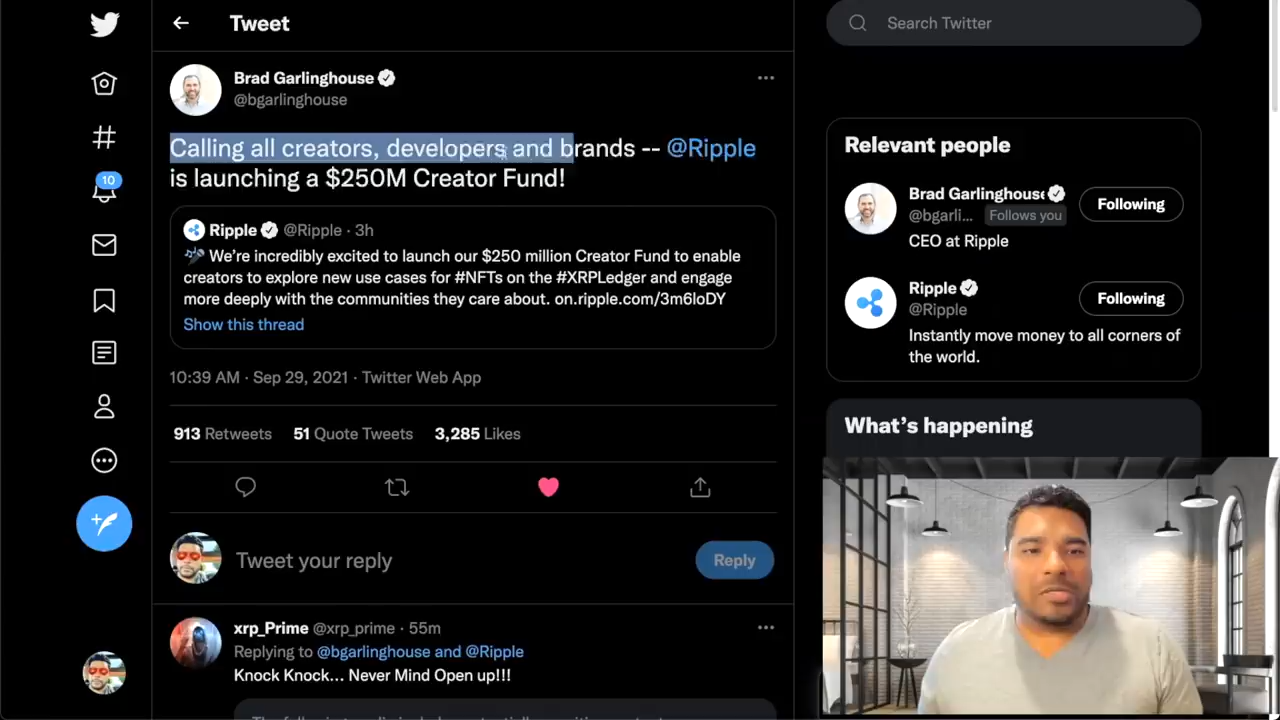 Tweet
Search Twitter
Brad Garlinghouse
@bgarlinghouse
Calling all creators, developers and brands -- @Ripple
is launching a $250M Creator Fund!
Ripple @Ripple · 3h
We're incredibly excited to launch our $250 million Creator Fund to enable
creators to explore new use cases for #NFTs on the #XRPLedger and engage
more deeply with the communities they care about. on.ripple.com/3m6loDY
Show this thread
10:39 AM · Sep 29, 2021 · Twitter Web App
913 Retweets 51 Quote Tweets 3,285 Likes
Tweet your reply
Reply
xrp_Prime @xrp_prime · 55m
Replying to @bgarlinghouse and @Ripple
Knock Knock... Never Mind Open up!!!
10
Relevant people
Brad Garlinghouse
Following
@bgarli... Follows you
CEO at Ripple
Ripple
Following
@Ripple
Instantly move money to all corners of
the world.
What's happening